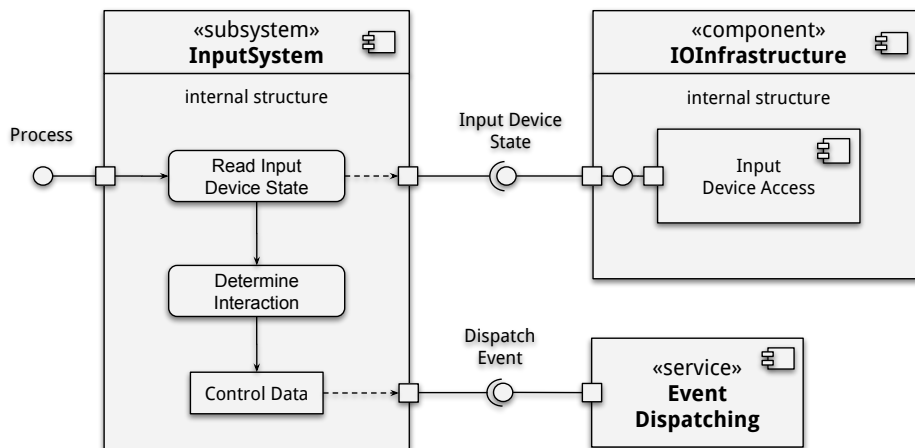 «subsystem»
InputSystem
internal structure
Process
Read Input
Device State
Determine
Interaction
Control Data
Input Device
State
Dispatch
Event
«component»
IOInfrastructure
internal structure
Input
Device Access
«service»
Event
Dispatching